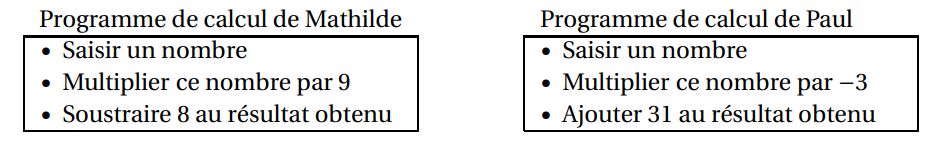 Programme de calcul de Mathilde
• Saisir un nombre
• Multiplier ce nombre par 9
• Soustraire 8 au résultat obtenu
Programme de calcul de Paul
• Saisir un nombre
• Multiplier ce nombre par −3
• Ajouter 31 au résultat obtenu